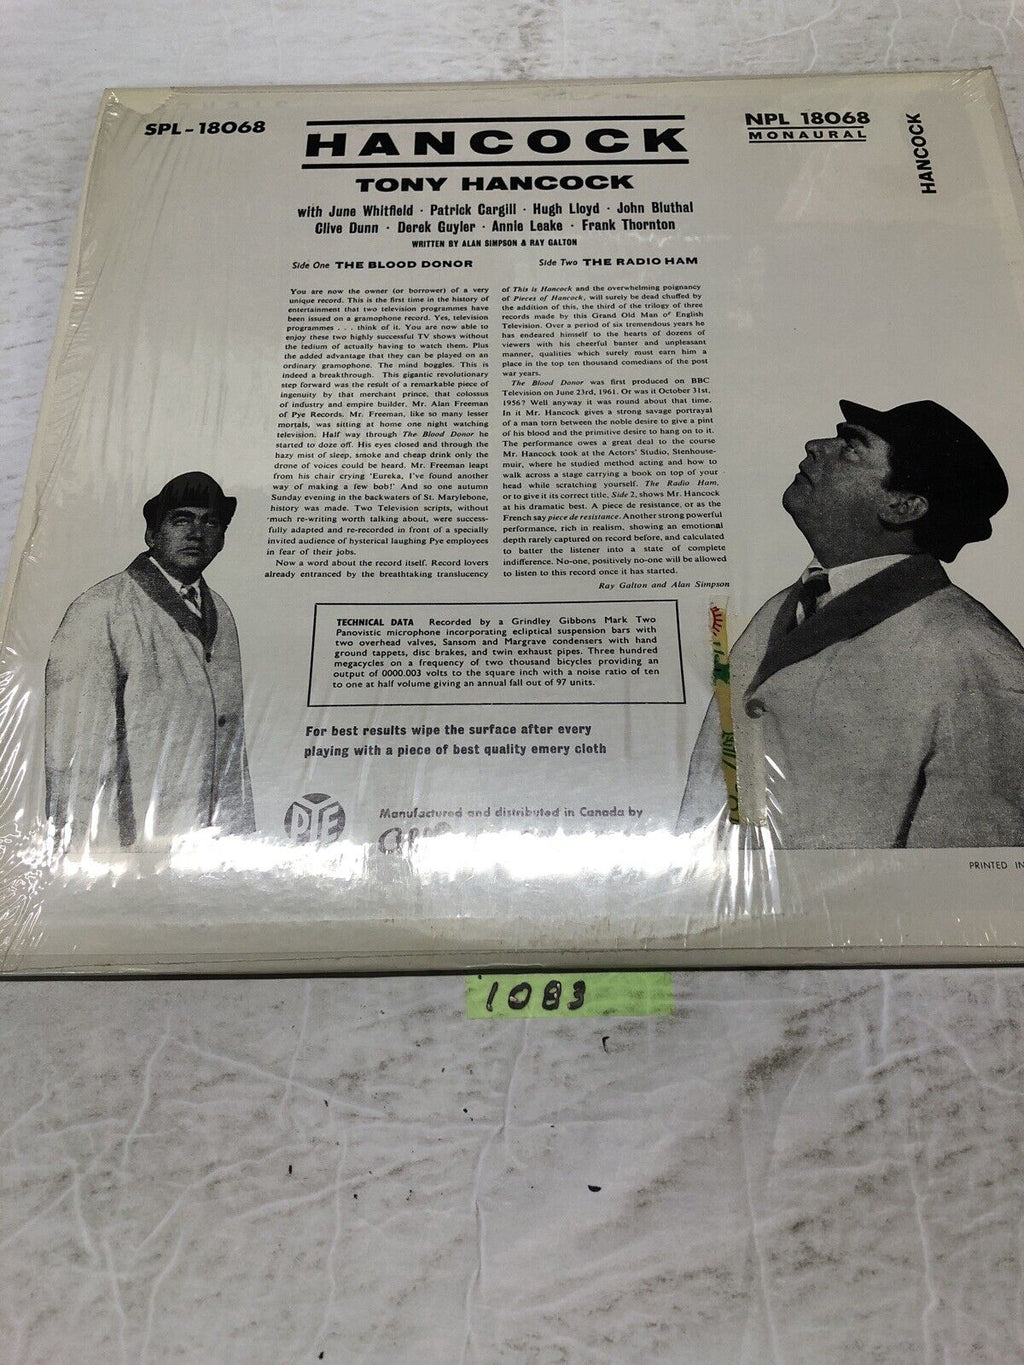 SPL-18068
NPL 18068
MONAURAL
HANCOCK
HANCOCK
TONY HANCOCK
with June Whitfield · Patrick Cargill · Hugh Lloyd · John Bluthal
Clive Dunn · Derek Guyler · Annie Leake · Frank Thornton
WRITTEN BY ALAN SIMPSON & RAY GALTON
Side One THE BLOOD DONOR
Side Two THE RADIO HAM
You are now the owner (or borrower) of a very
unique record. This is the first time in the history of
entertainment that two television programmes have
been issued on a gramophone record. Yes, television
programmes . . . think of it. You are now able to
enjoy these two highly successful TV shows without
the tedium of actually having to watch them. Plus
the added advantage that they can be played on an
ordinary gramophone. The mind boggles. This is
indeed a breakthrough. This gigantic revolutionary
step forward was the result of a remarkable piece of
ingenuity by that merchant prince, that colossus
of industry and empire builder, Mr. Alan Freeman
of Pye Records. Mr. Freeman, like so many lesser
mortals, was sitting at home one night watching
television. Half way through The Blood Donor he
started to doze off. His eyes closed and through the
hazy mist of sleep, smoke and cheap drink only the
drone of voices could be heard. Mr. Freeman leapt
from his chair crying 'Eureka, I've found another
way of making a few bob!' And so one autumn
Sunday evening in the backwaters of St. Marylebone,
history was made. Two Television scripts, without
much re-writing worth talking about, were success-
fully adapted and re-recorded in front of a specially
invited audience of hysterical laughing Pye employees
in fear of their jobs.
Now a word about the record itself. Record lovers
already entranced by the breathtaking translucency
of This is Hancock and the overwhelming poignancy
of Pieces of Hancock, will surely be dead chuffed by
the addition of this, the third of the trilogy of three
records made by this Grand Old Man of English
Television. Over a period of six tremendous years he
has endeared himself to the hearts of dozens of
viewers with his cheerful banter and unpleasant
manner, qualities which surely must earn him a
place in the top ten thousand comedians of the post
war years.
The Blood Donor was first produced on BBC
Television on June 23rd, 1961. Or was it October 31st,
1956? Well anyway it was round about that time.
In it Mr. Hancock gives a strong savage portrayal
of a man torn between the noble desire to give a pint
of his blood and the primitive desire to hang on to it.
The performance owes a great deal to the course
Mr. Hancock took at the Actors' Studio, Stenhouse-
muir, where he studied method acting and how to
walk across a stage carrying a book on top of your
head while scratching yourself. The Radio Ham,
or to give it its correct title, Side 2, shows Mr. Hancock
at his dramatic best. A piece de resistance, or as the
French say piece de resistance. Another strong powerful
performance, rich in realism, showing an emotional
depth rarely captured on record before, and calculated
to batter the listener into a state of complete
indifference. No-one, positively no-one will be allowed
to listen to this record once it has started.
Ray Galton and Alan Simpson
TECHNICAL DATA Recorded by a Grindley Gibbons Mark Two
Panovistic microphone incorporating ecliptical suspension bars with
two overhead valves, Sansom and Margrave condensers with hand
ground tappets, disc brakes, and twin exhaust pipes. Three hundred
megacycles on a frequency of two thousand bicycles providing an
output of 0000.003 volts to the square inch with a noise ratio of ten
to one at half volume giving an annual fall out of 97 units.
For best results wipe the surface after every
playing with a piece of best quality emery cloth
PYE
Manufactured and distributed in Canada by
PRINTED IN
1083